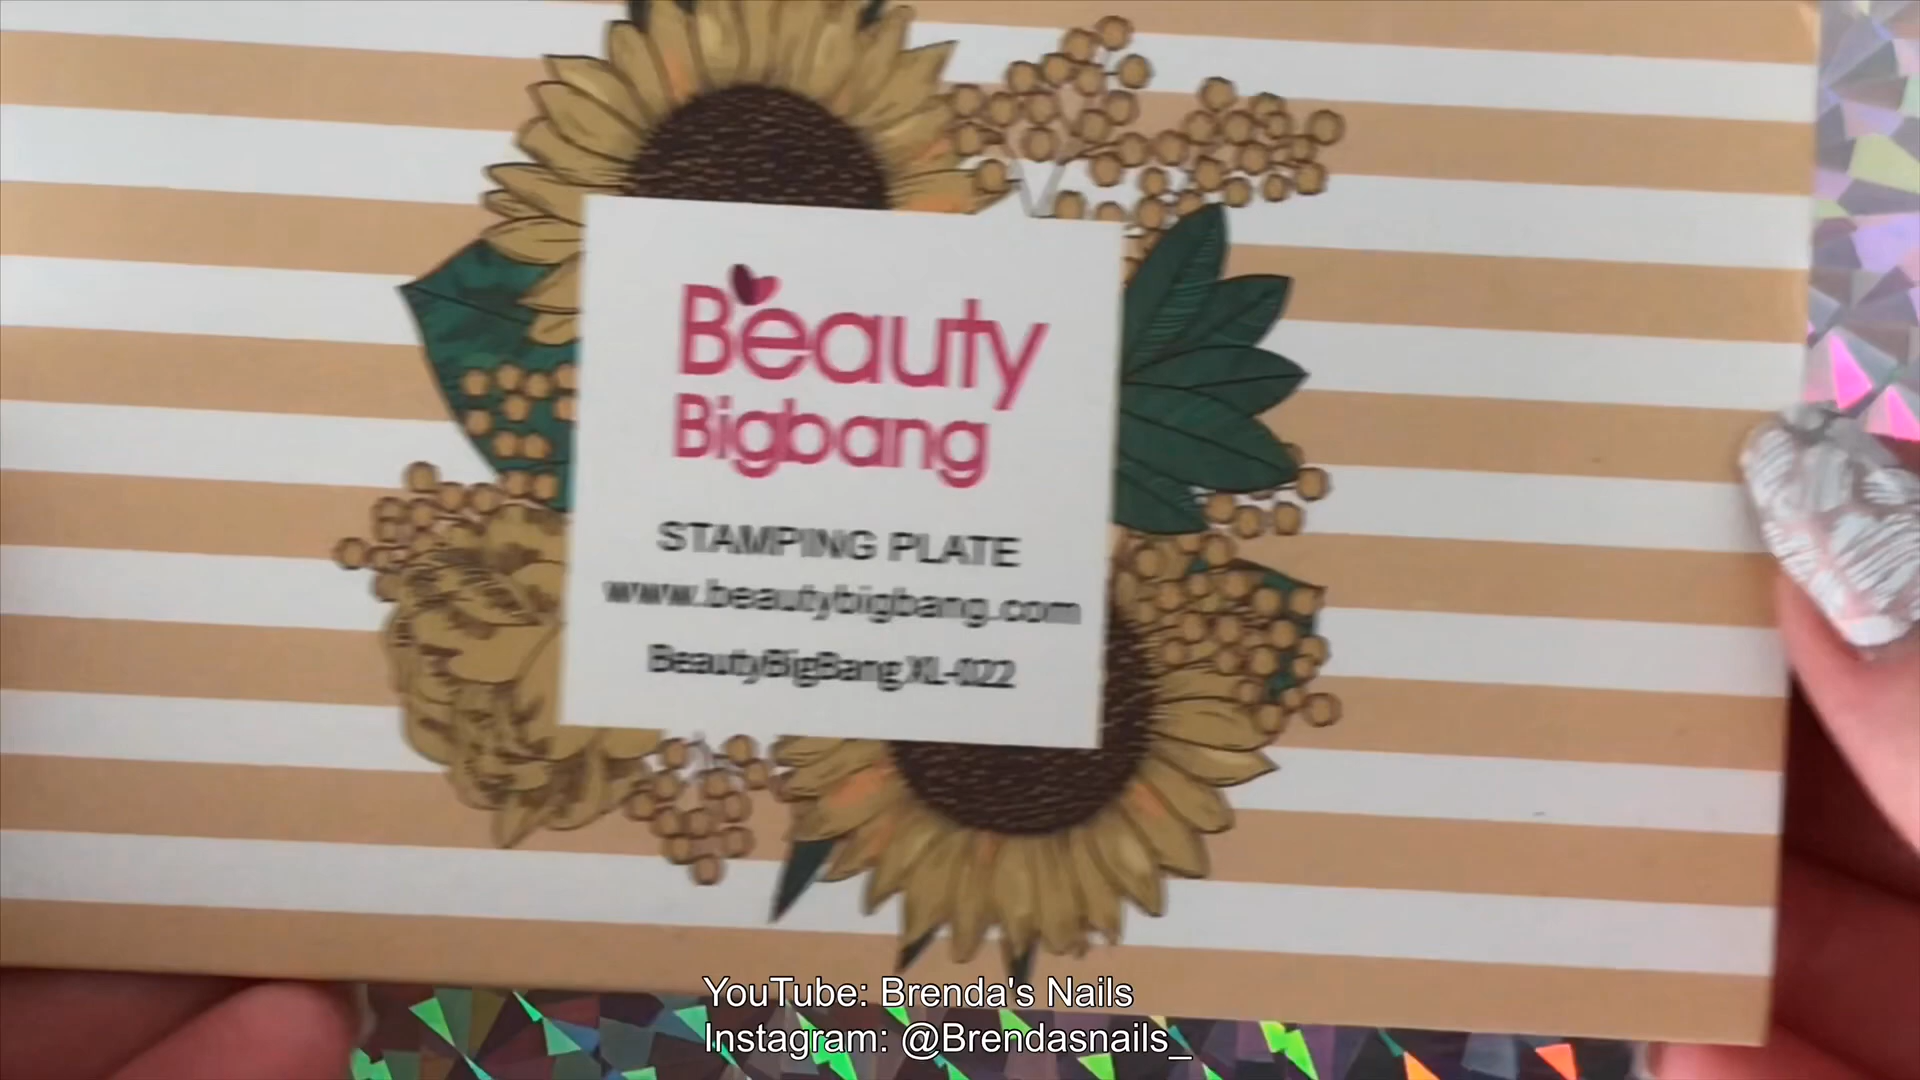 Beauty
Bigbang
STAMPING PLATE
www.beautybigbang.com
BeautyBigBang XL-022
YouTube: Brenda's Nails
Instagram: @Brendasnails_